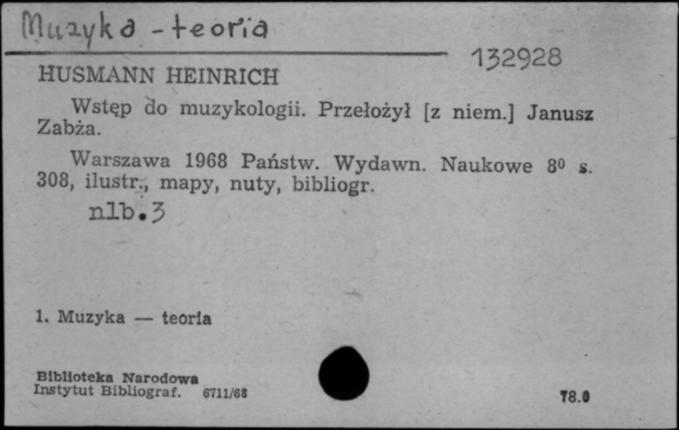 Muzyka - teoria
132928
HUSMANN HEINRICH
Wstęp do muzykologii. Przełożył [z niem.] Janusz
Zabża.
Warszawa 1968 Państw. Wydawn. Naukowe 8⁰ s.
308, ilustr., mapy, nuty, bibliogr.
nlb. 3
1. Muzyka — teoria
Biblioteka Narodowa
Instytut Bibliograf. 6711/68
78.0